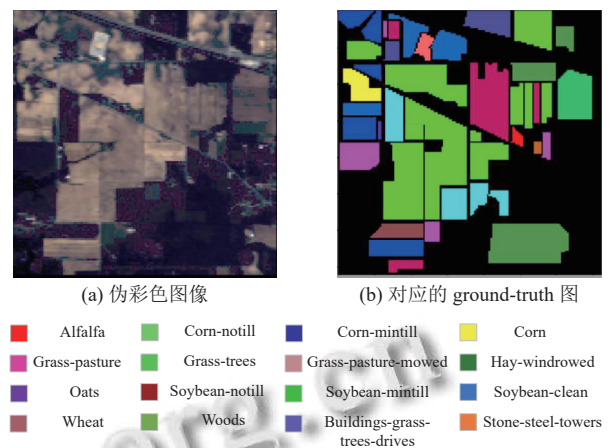 (a) 伪彩色图像
(b) 对应的 ground-truth 图
Alfalfa
Corn-notill
Corn-mintill
Corn
Grass-pasture
Grass-trees
Grass-pasture-mowed
Hay-windrowed
Oats
Soybean-notill
Soybean-mintill
Soybean-clean
Wheat
Woods
Buildings-grass-
trees-drives
Stone-steel-towers